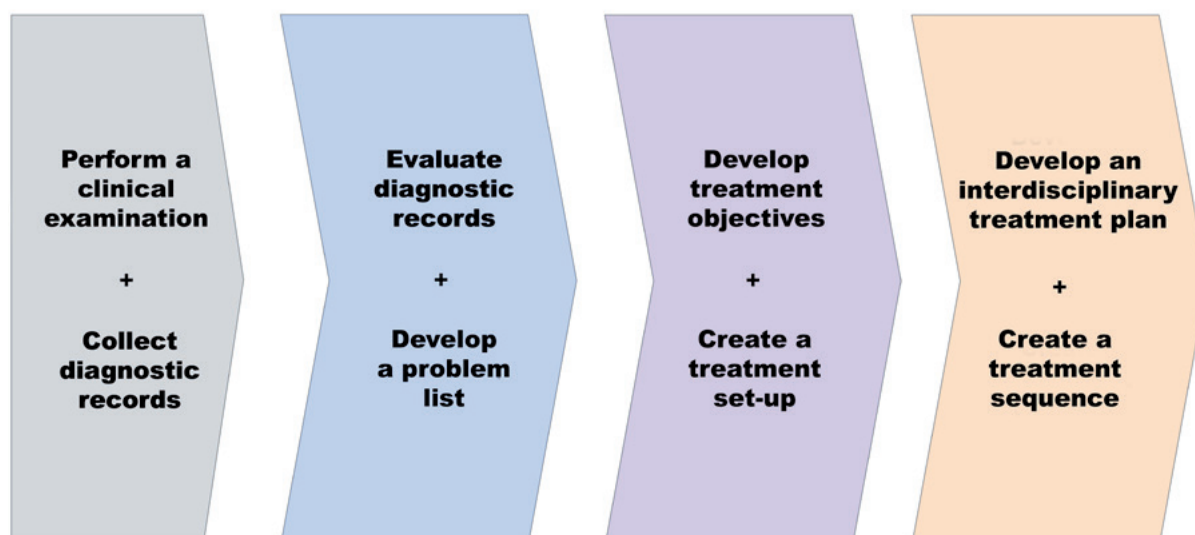 Perform a
clinical
examination
+
Collect
diagnostic
records
Evaluate
diagnostic
records
+
Develop
a problem
list
Develop
treatment
objectives
+
Create a
treatment
set-up
Develop an
interdisciplinary
treatment plan
+
Create a
treatment
sequence